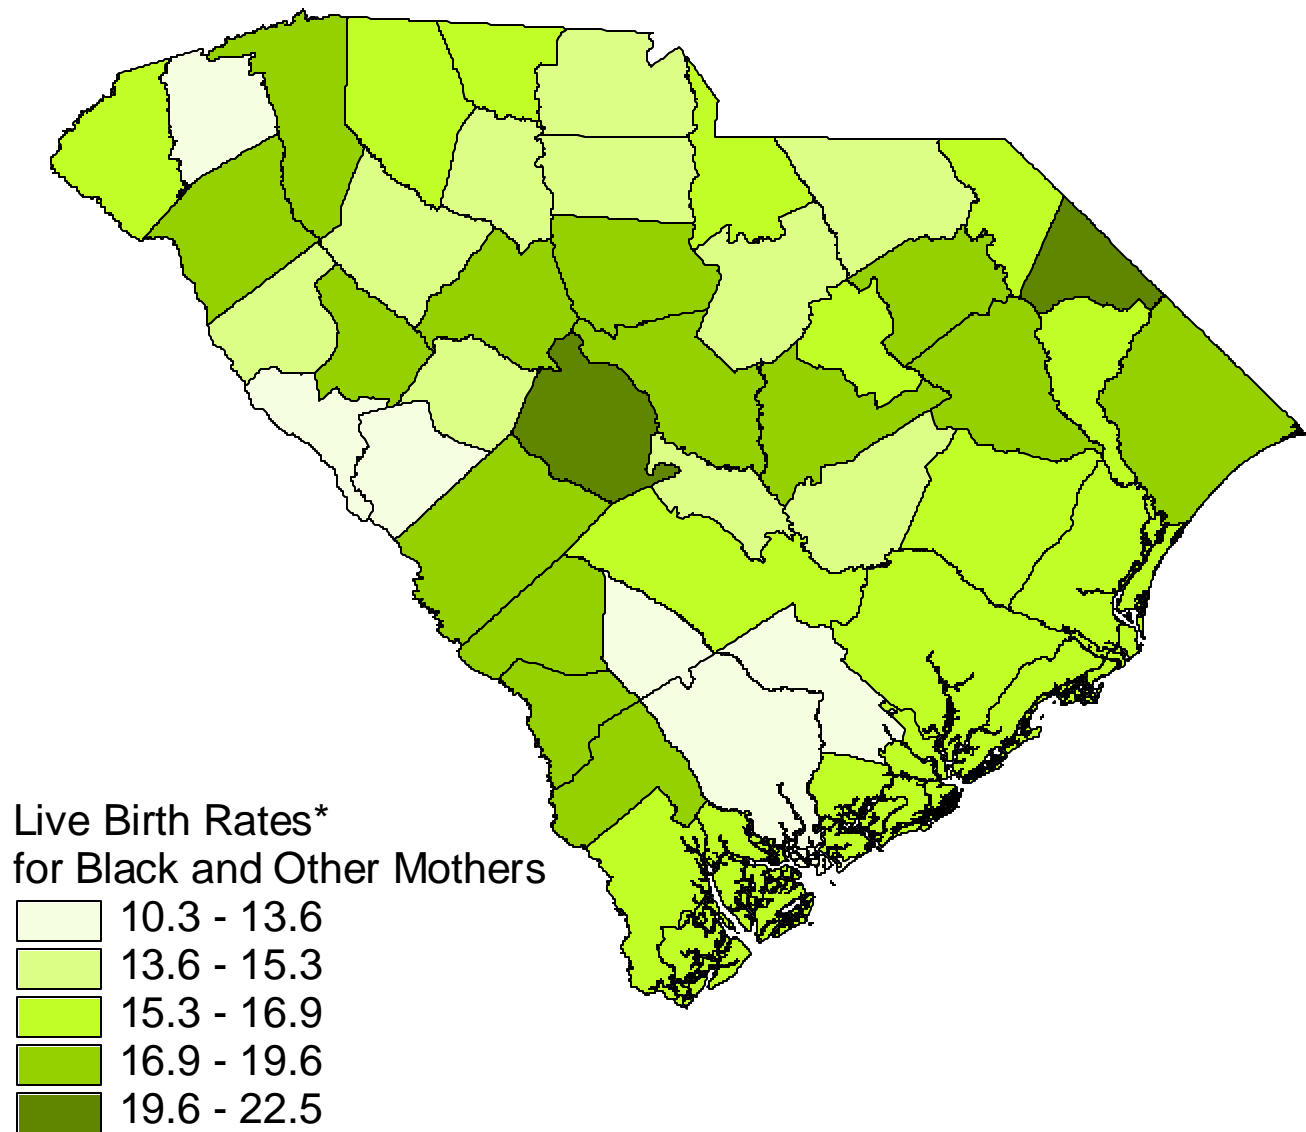 Live Birth Rates*
for Black and Other Mothers
10.3 - 13.6
13.6 - 15.3
15.3 - 16.9
16.9 - 19.6
19.6 - 22.5